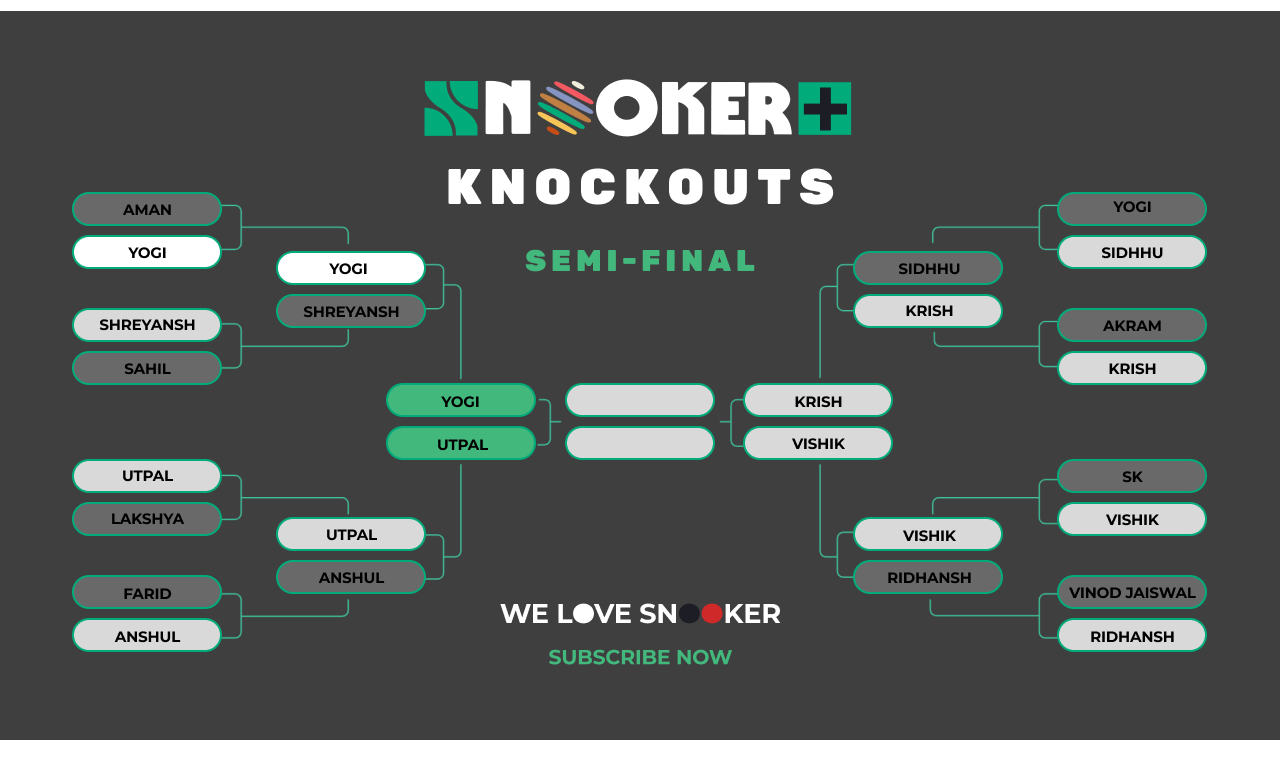 SNOOKER+
KNOCKOUTS
SEMI-FINAL
AMAN
YOGI
SHREYANSH
SAHIL
UTPAL
LAKSHYA
FARID
ANSHUL
YOGI
SHREYANSH
UTPAL
ANSHUL
YOGI
UTPAL
KRISH
VISHIK
SIDHHU
KRISH
VISHIK
RIDHANSH
YOGI
SIDHHU
AKRAM
KRISH
SK
VISHIK
VINOD JAISWAL
RIDHANSH
WE LOVE SNOOKER
SUBSCRIBE NOW